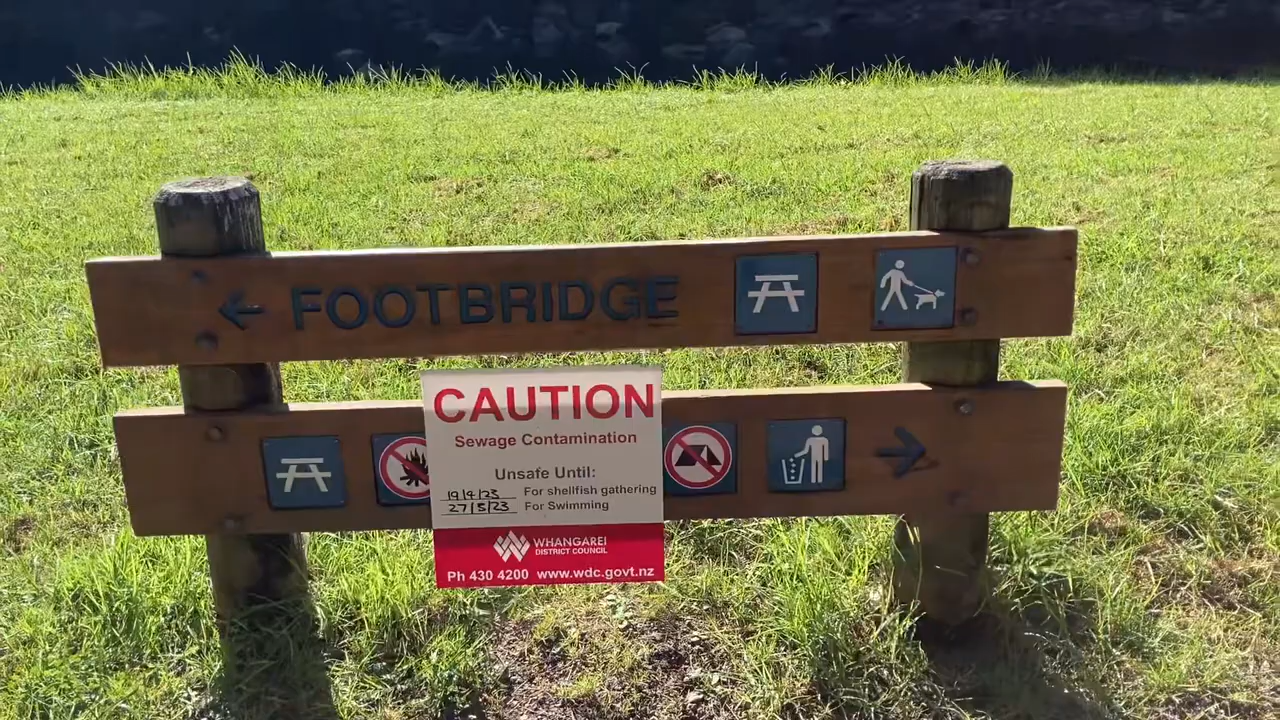 FOOTBRIDGE
CAUTION
Sewage Contamination
Unsafe Until:
19/4/23 For shellfish gathering
27/3/23 For Swimming
WHANGAREI
DISTRICT COUNCIL
Ph 430 4200 www.wdc.govt.nz